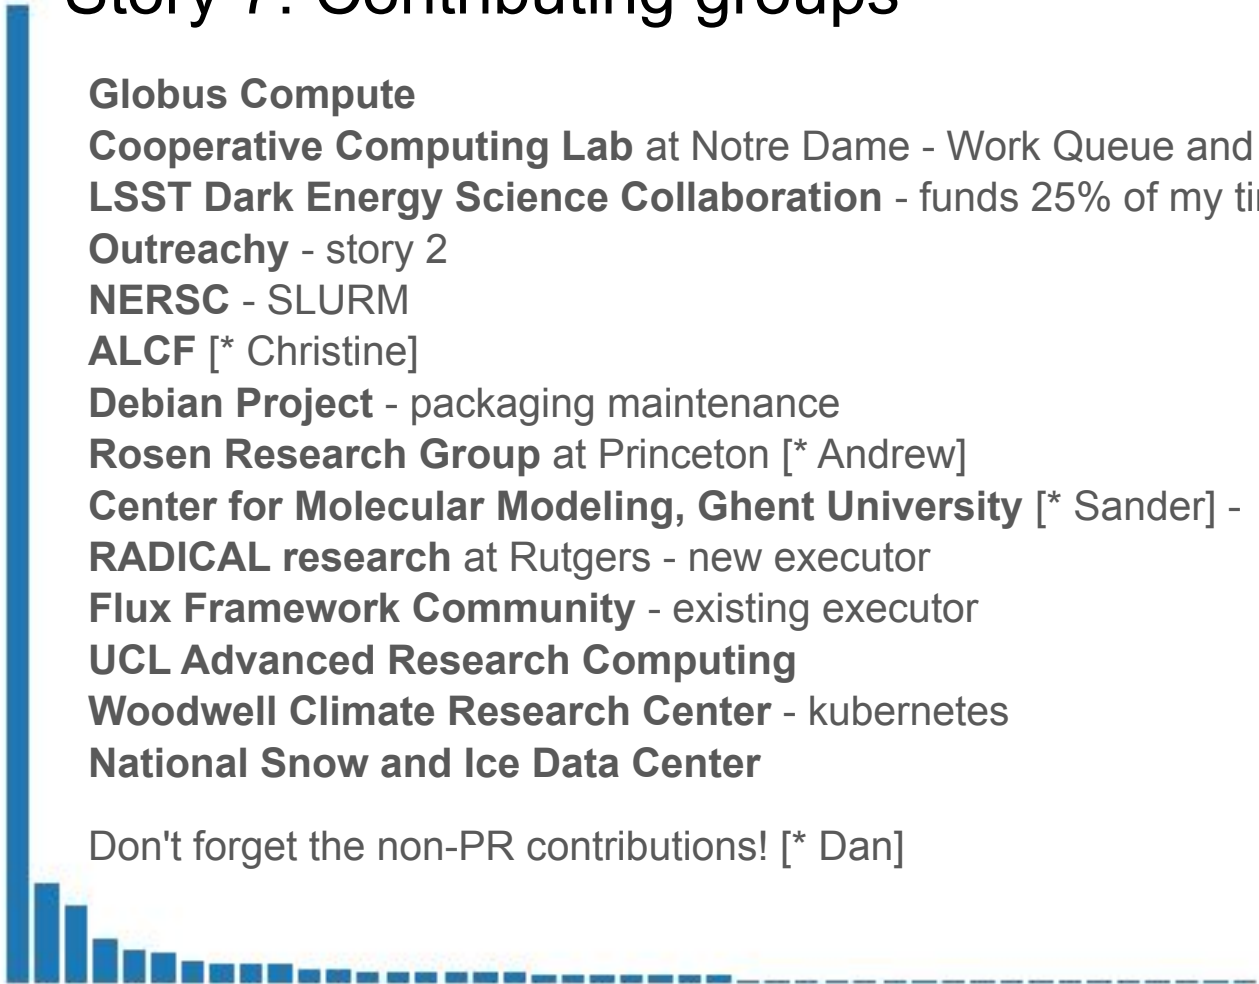 Story 7: Contributing groups
Globus Compute
Cooperative Computing Lab at Notre Dame - Work Queue and
LSST Dark Energy Science Collaboration - funds 25% of my
Outreachy - story 2
NERSC - SLURM
ALCF [* Christine]
Debian Project - packaging maintenance
Rosen Research Group at Princeton [* Andrew]
Center for Molecular Modeling, Ghent University [* Sander] -
RADICAL research at Rutgers - new executor
Flux Framework Community - existing executor
UCL Advanced Research Computing
Woodwell Climate Research Center - kubernetes
National Snow and Ice Data Center
Don't forget the non-PR contributions! [* Dan]